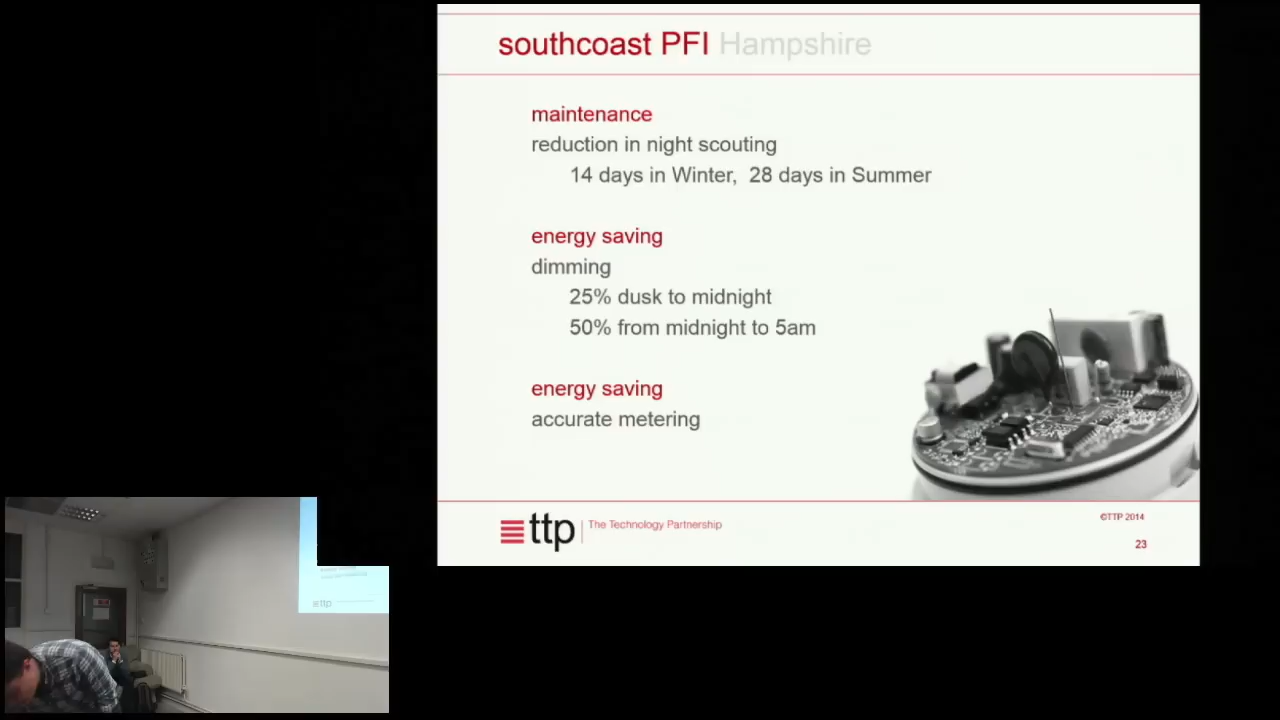 southcoast PFI Hampshire
maintenance
reduction in night scouting
14 days in Winter, 28 days in Summer
energy saving
dimming
25% dusk to midnight
50% from midnight to 5am
energy saving
accurate metering
ttp The Technology Partnership
©TTP 2014
23
ttp